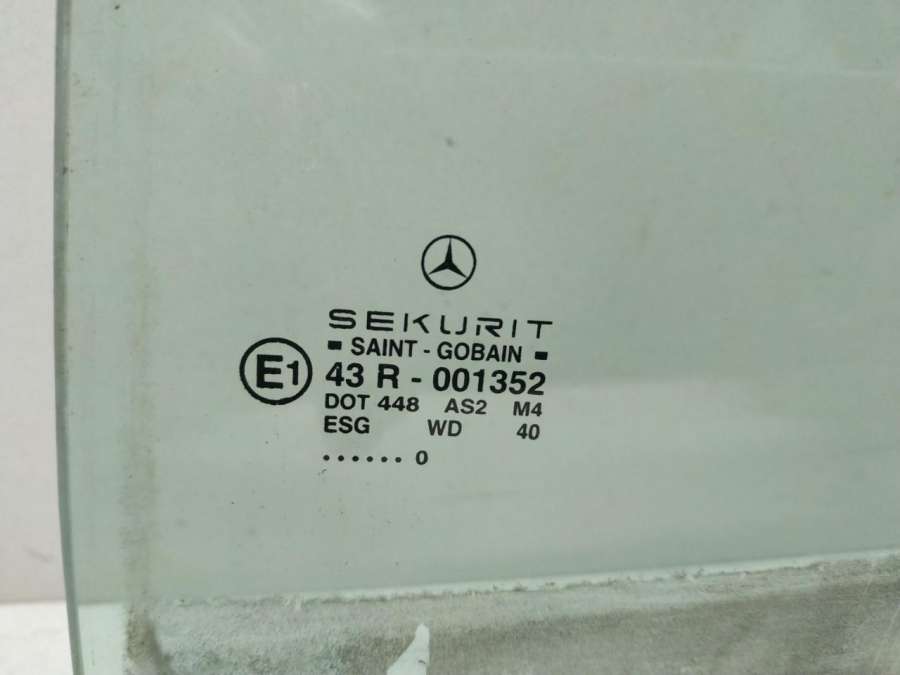 SEKURIT
SAINT - GOBAIN
E1 43 R - 001352
DOT 448 AS2 M4
ESG WD 40
...... 0